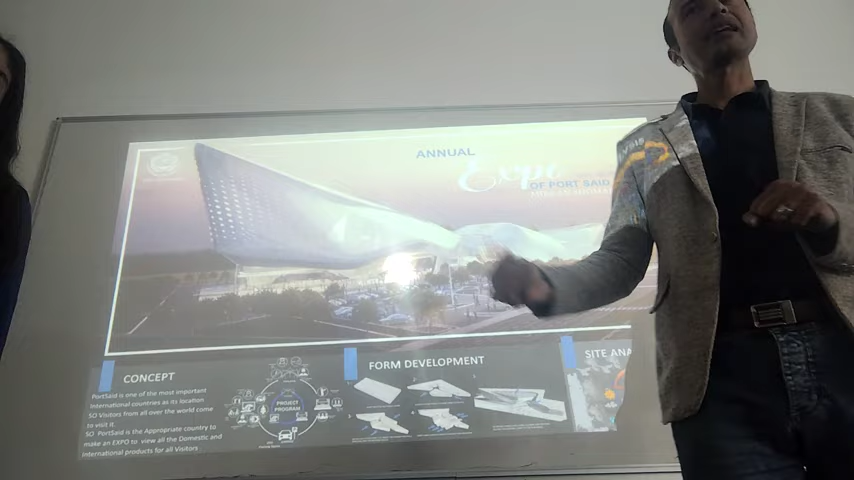 ANNUAL
Expo
OF PORT SAID
CONCEPT
PortSaid is one of the most important
International countries as its location
SO Visitors from all over the world come
to visit it.
SO PortSaid is the Appropriate country to
make an EXPO to view all the Domestic and
international products for all Visitors
PROJECT
PROGRAM
FORM DEVELOPMENT
SITE ANA
YSIS